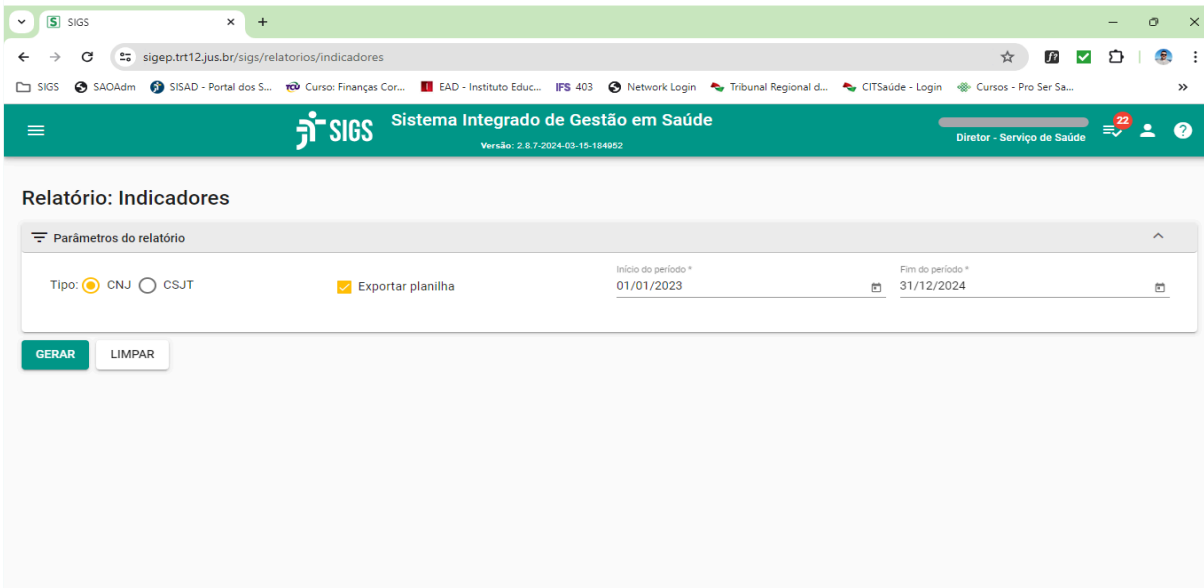 S SIGS
sigep.trt12.jus.br/sigs/relatorios/indicadores
f?
SIGS SAOAdm SISAD - Portal dos S... TCU Curso: Finanças Cor... EAD - Instituto Educ... IFS 403 Network Login Tribunal Regional d... CITSaúde - Login Cursos - Pro Ser Sa... »
SIGS Sistema Integrado de Gestão em Saúde
Versão: 2.8.7-2024-03-15-184952
Diretor - Serviço de Saúde
22
?
Relatório: Indicadores
Parâmetros do relatório
Tipo: CNJ CSJT
Exportar planilha
Início do período *
01/01/2023
Fim do período *
31/12/2024
GERAR LIMPAR